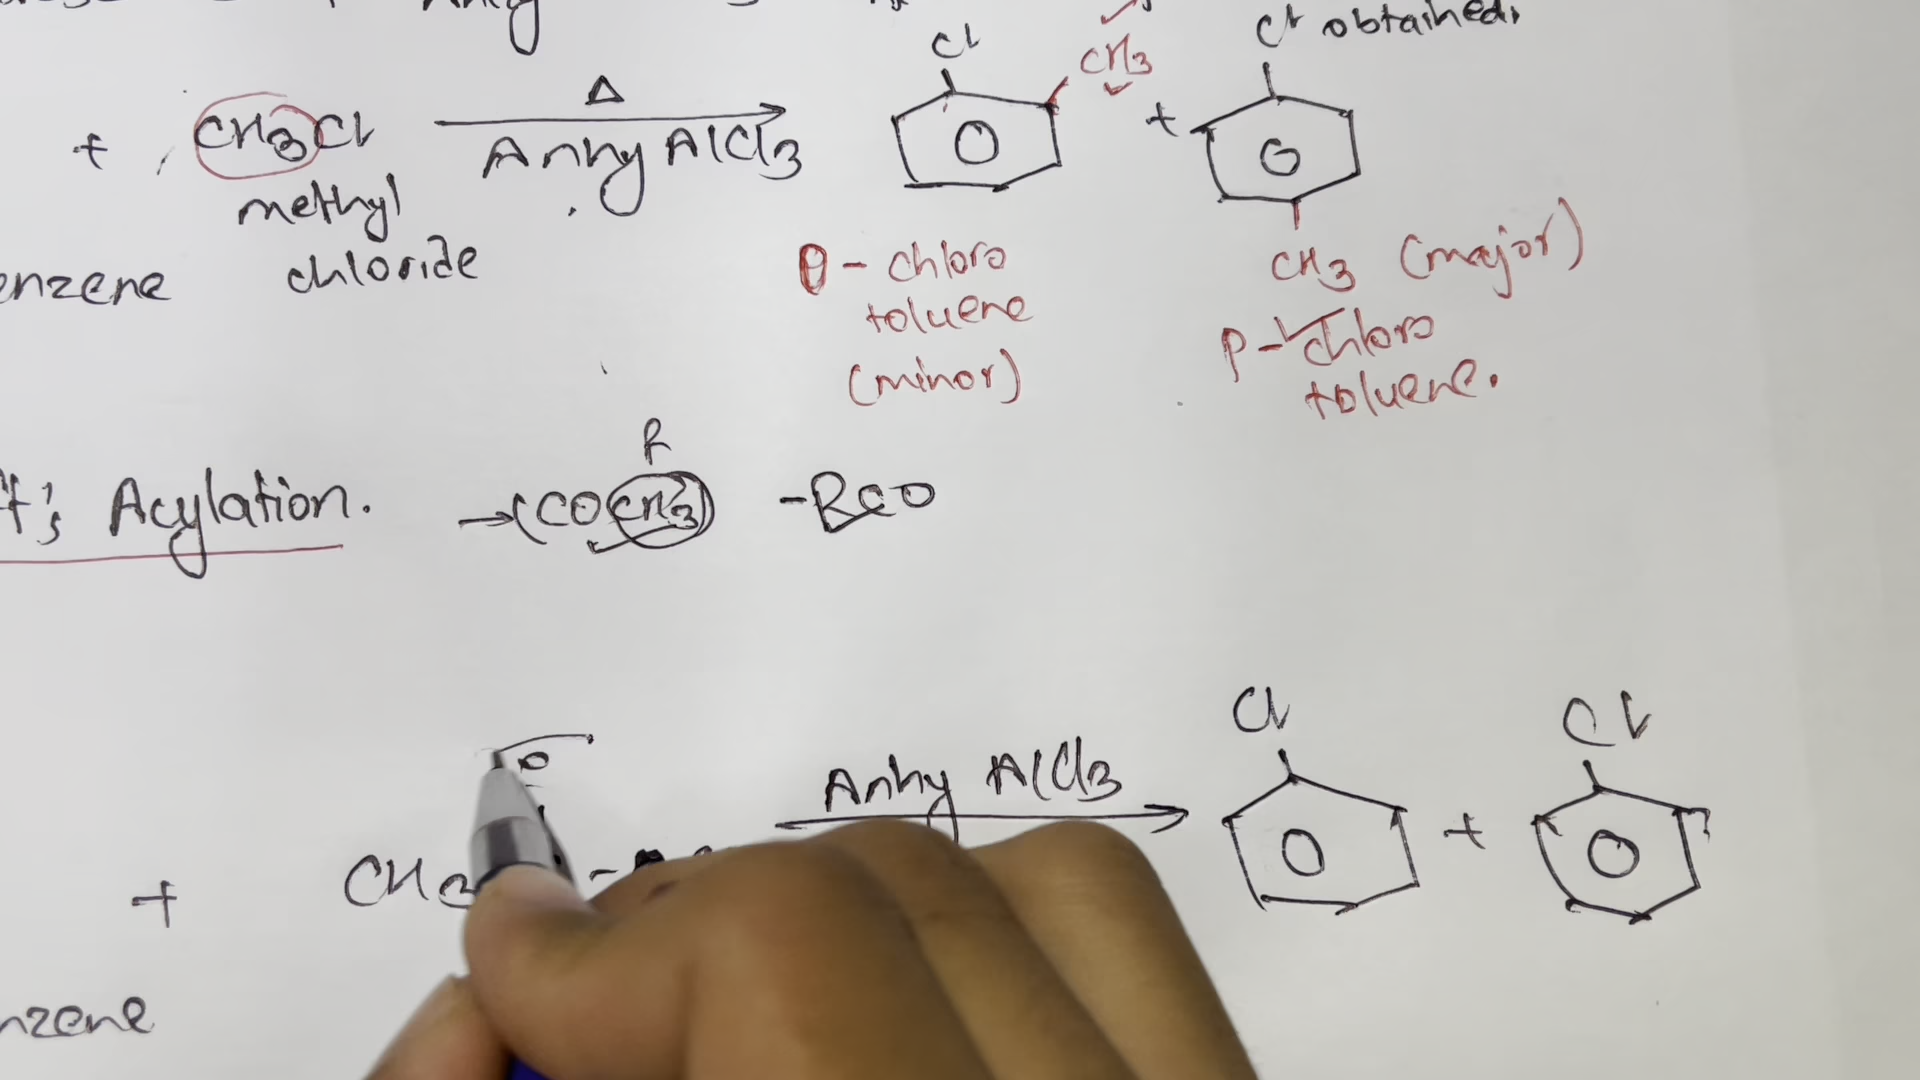 Cl
CH3
Cl obtained.
+ CH3Cl
Δ
Anhy AlCl3
+
methyl
chloride
enzene
O - chloro
toluene
(minor)
CH3 (major)
p - chloro
toluene.
R
t's Acylation. → (COCH3) -RCO
O
Cl
Cl
Anhy AlCl3
+ CH3
+
nzene